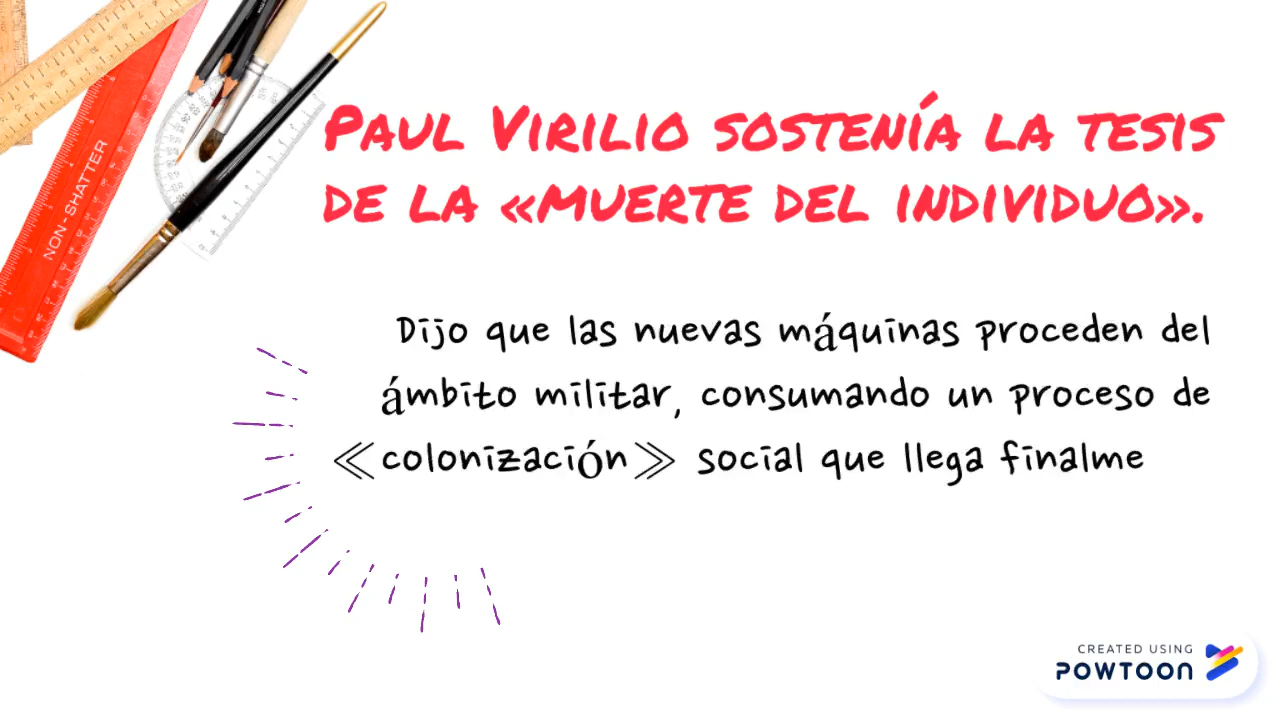 NON-SHATTER
PAUL VIRILIO SOSTENÍA LA TESIS
DE LA «MUERTE DEL INDIVIDUO».
Dijo que las nuevas máquinas proceden del
ámbito militar, consumando un proceso de
≪colonización≫ social que llega finalme
CREATED USING
POWTOON